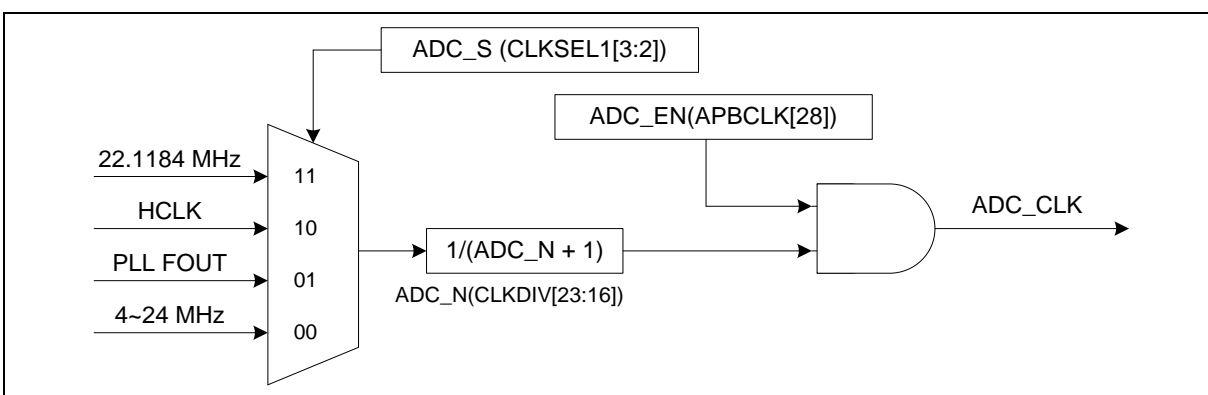 ADC_S (CLKSEL1[3:2])
ADC_EN(APBCLK[28])
22.1184 MHz
11
HCLK
10
ADC_CLK
PLL FOUT
01
1/(ADC_N + 1)
ADC_N(CLKDIV[23:16])
4~24 MHz
00